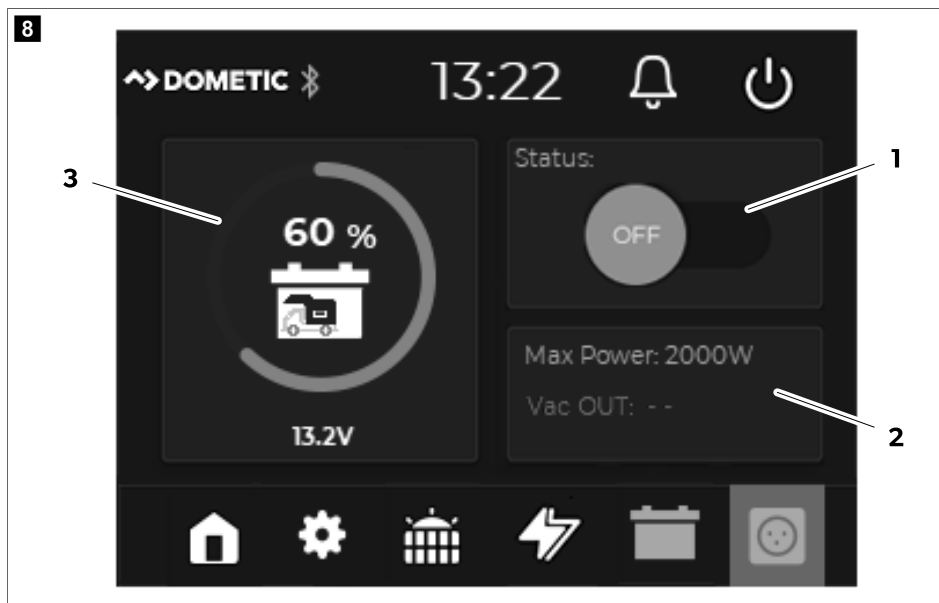 8
DOMETIC 13:22
3
60 %
13.2V
Status:
OFF
1
Max Power: 2000W
Vac OUT: - -
2